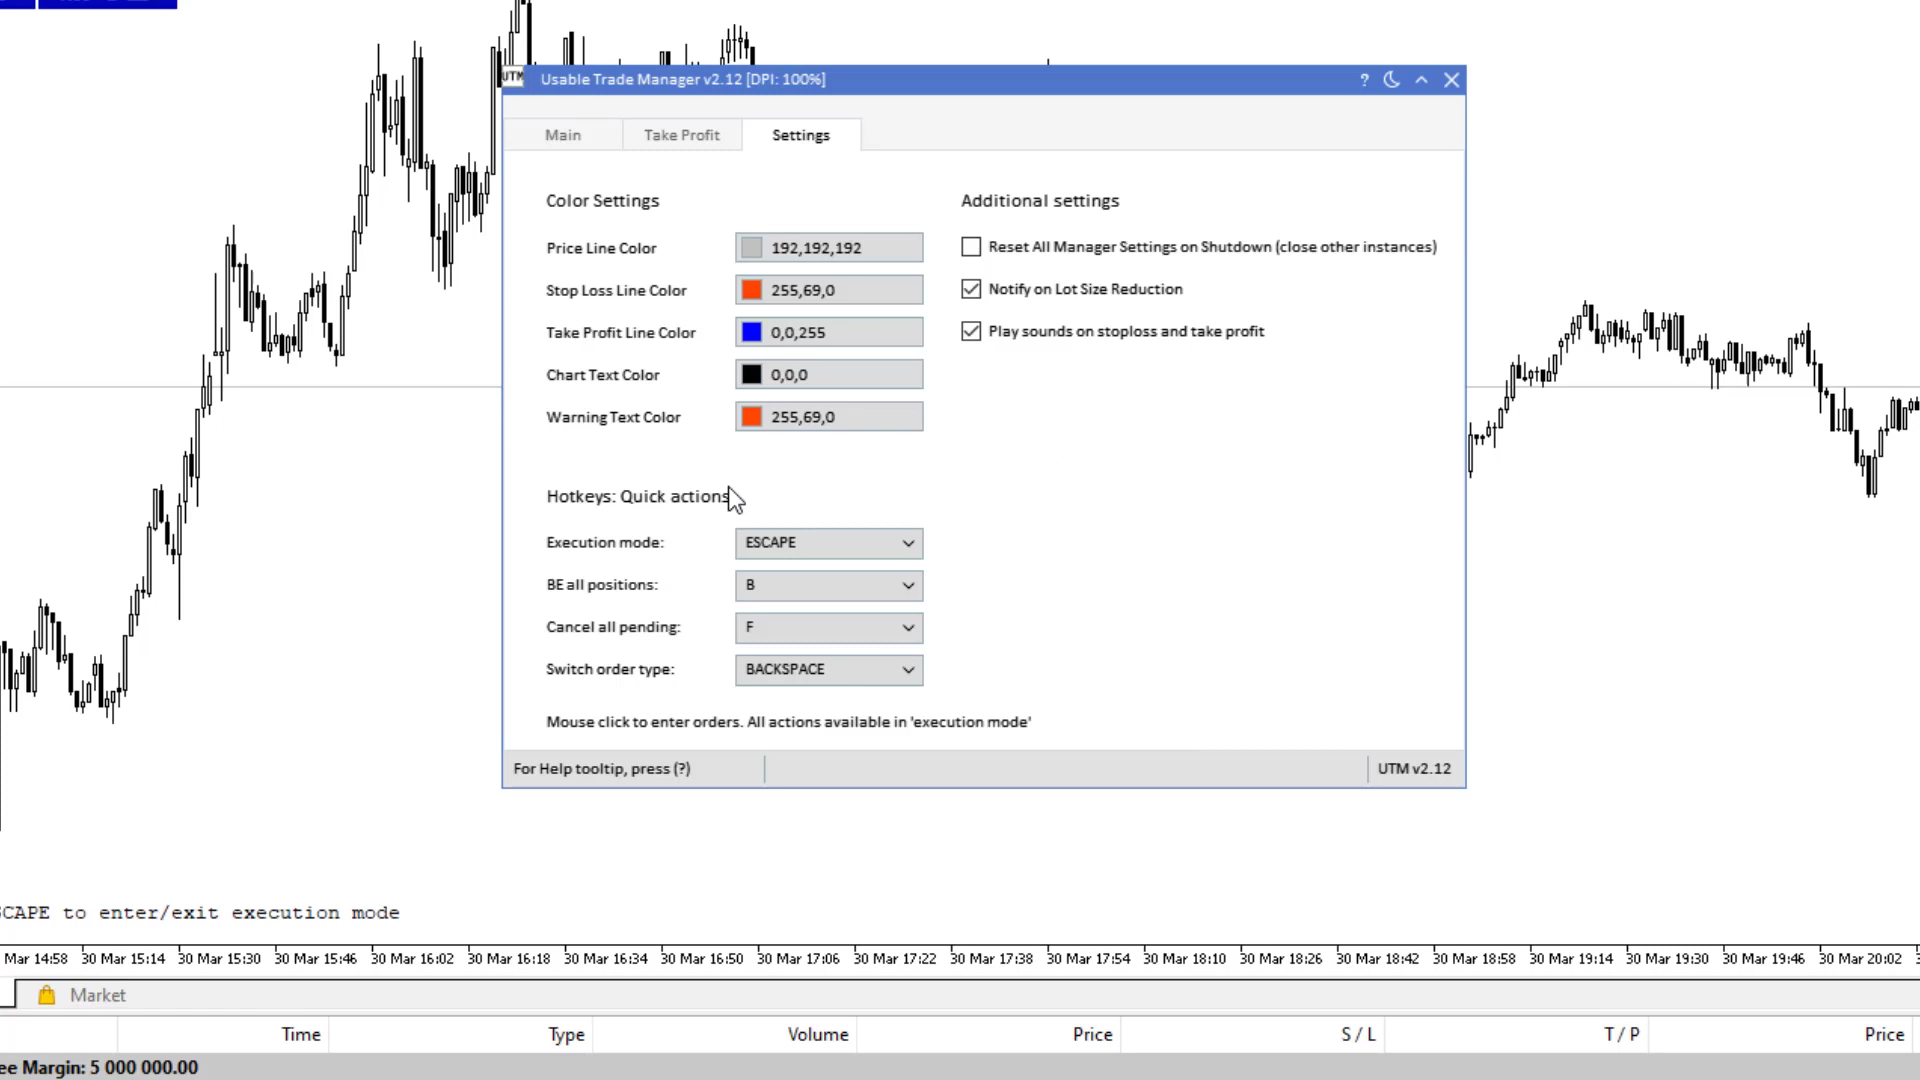 UTM Usable Trade Manager v2.12 [DPI: 100%] ?
Main Take Profit Settings
Color Settings
Price Line Color 192,192,192
Stop Loss Line Color 255,69,0
Take Profit Line Color 0,0,255
Chart Text Color 0,0,0
Warning Text Color 255,69,0
Additional settings
Reset All Manager Settings on Shutdown (close other instances)
Notify on Lot Size Reduction
Play sounds on stoploss and take profit
Hotkeys: Quick actions
Execution mode: ESCAPE
BE all positions: B
Cancel all pending: F
Switch order type: BACKSPACE
Mouse click to enter orders. All actions available in 'execution mode'
For Help tooltip, press (?) UTM v2.12
SCAPE to enter/exit execution mode
Mar 14:58 30 Mar 15:14 30 Mar 15:30 30 Mar 15:46 30 Mar 16:02 30 Mar 16:18 30 Mar 16:34 30 Mar 16:50 30 Mar 17:06 30 Mar 17:22 30 Mar 17:38 30 Mar 17:54 30 Mar 18:10 30 Mar 18:26 30 Mar 18:42 30 Mar 18:58 30 Mar 19:14 30 Mar 19:30 30 Mar 19:46 30 Mar 20:02
Market
Time Type Volume Price S / L T / P Price
ee Margin: 5 000 000.00